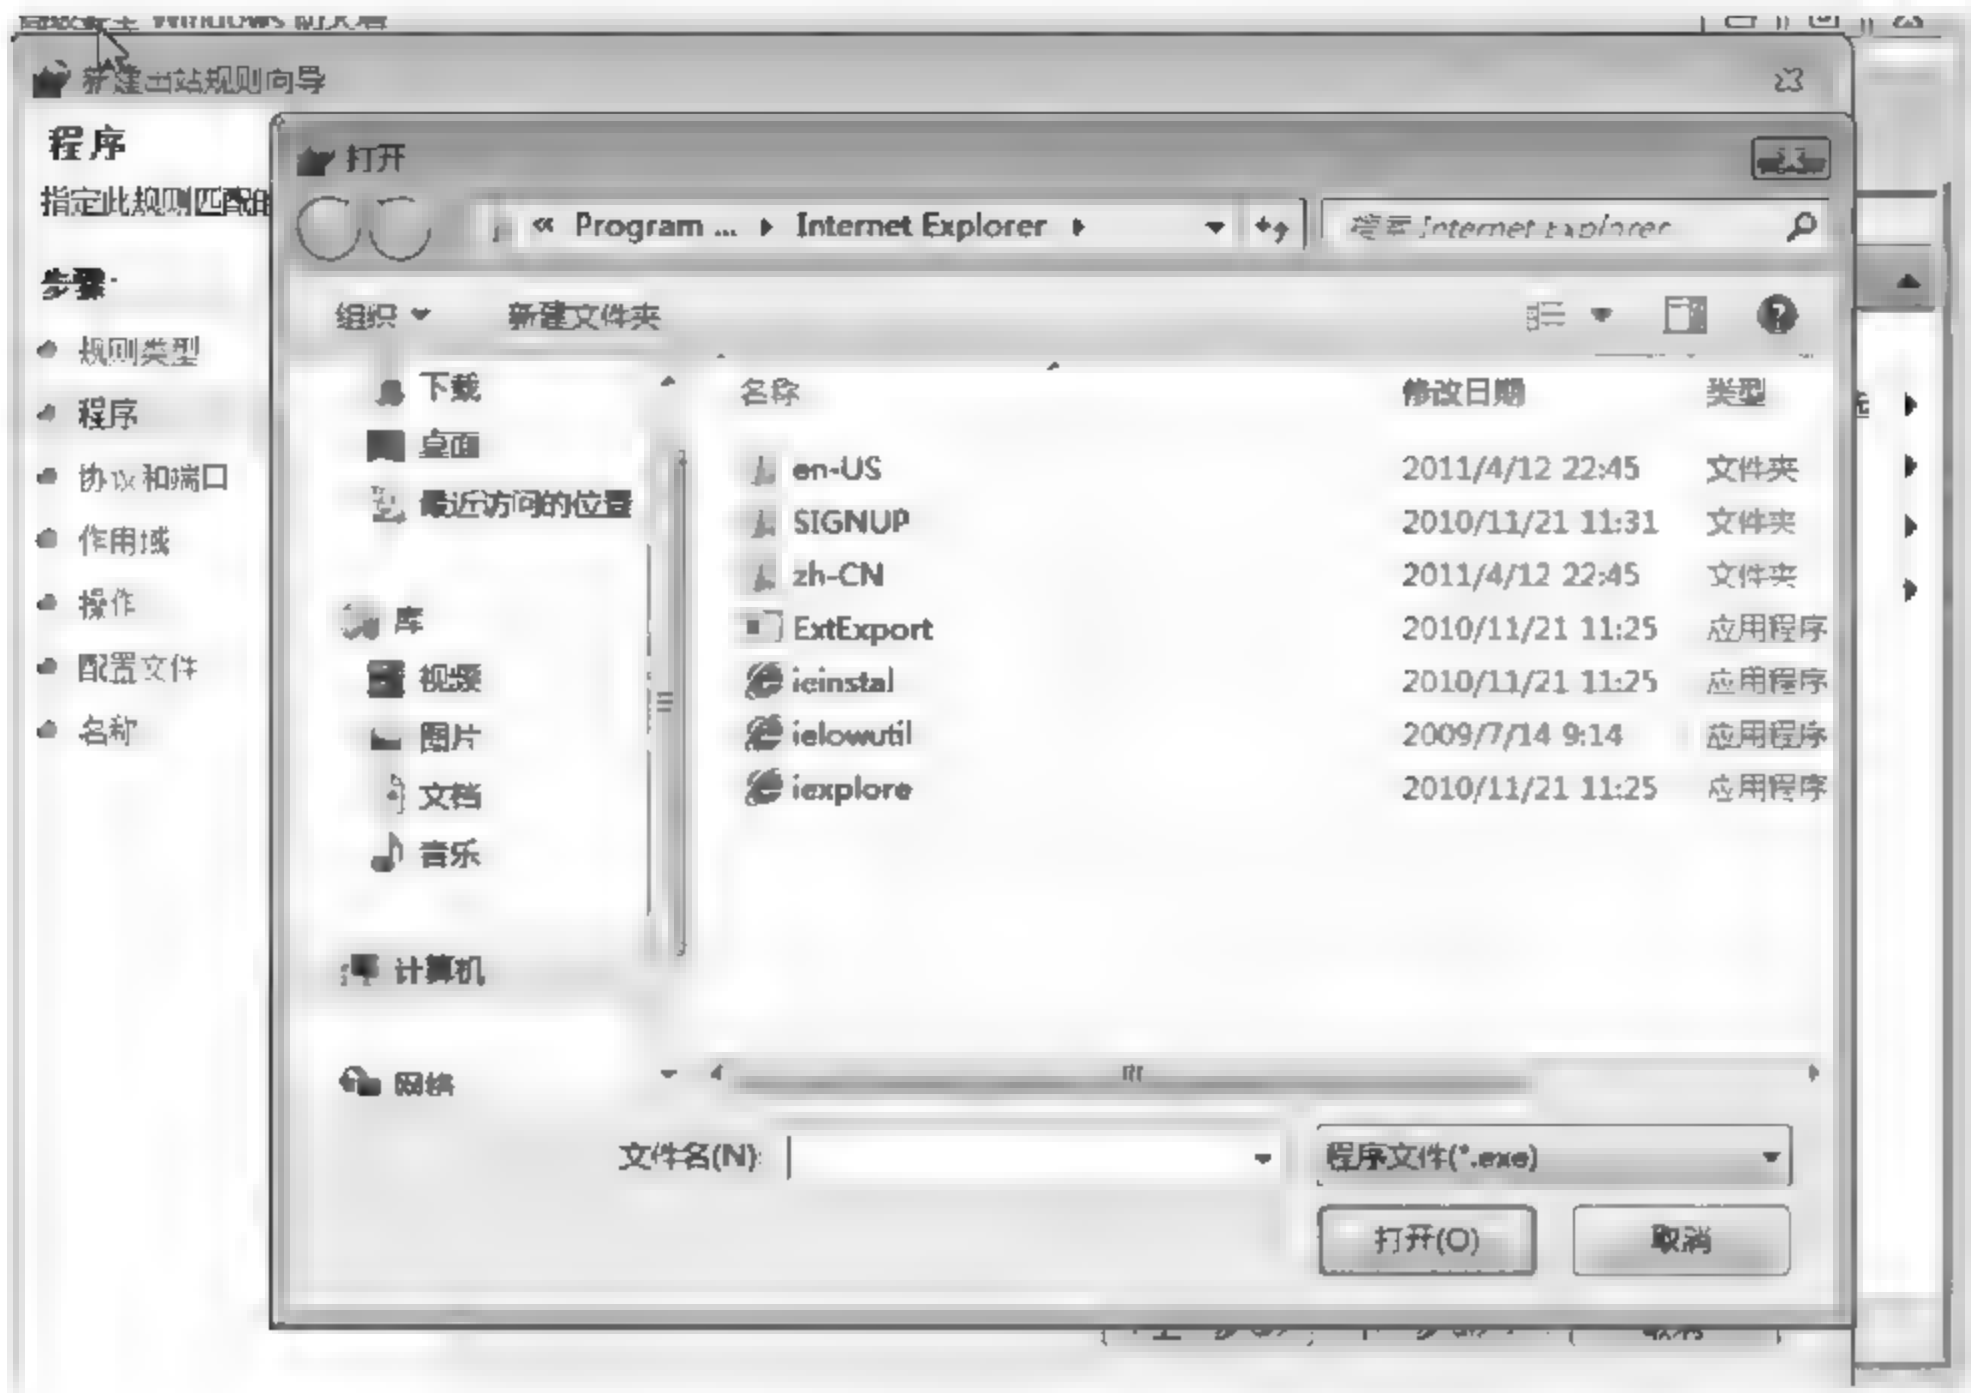 新建出站规则向导
程序
指定此规则匹配的
步骤:
规则类型
程序
协议和端口
作用域
操作
配置文件
名称
打开
« Program ... Internet Explorer
搜索 Internet Explorer
组织
新建文件夹
下载
桌面
最近访问的位置
库
视频
图片
文档
音乐
计算机
网络
名称 修改日期 类型
en-US 2011/4/12 22:45 文件夹
SIGNUP 2010/11/21 11:31 文件夹
zh-CN 2011/4/12 22:45 文件夹
ExtExport 2010/11/21 11:25 应用程序
ieinstal 2010/11/21 11:25 应用程序
ielowutil 2009/7/14 9:14 应用程序
iexplore 2010/11/21 11:25 应用程序
文件名(N):
程序文件(*.exe)
打开(O)
取消